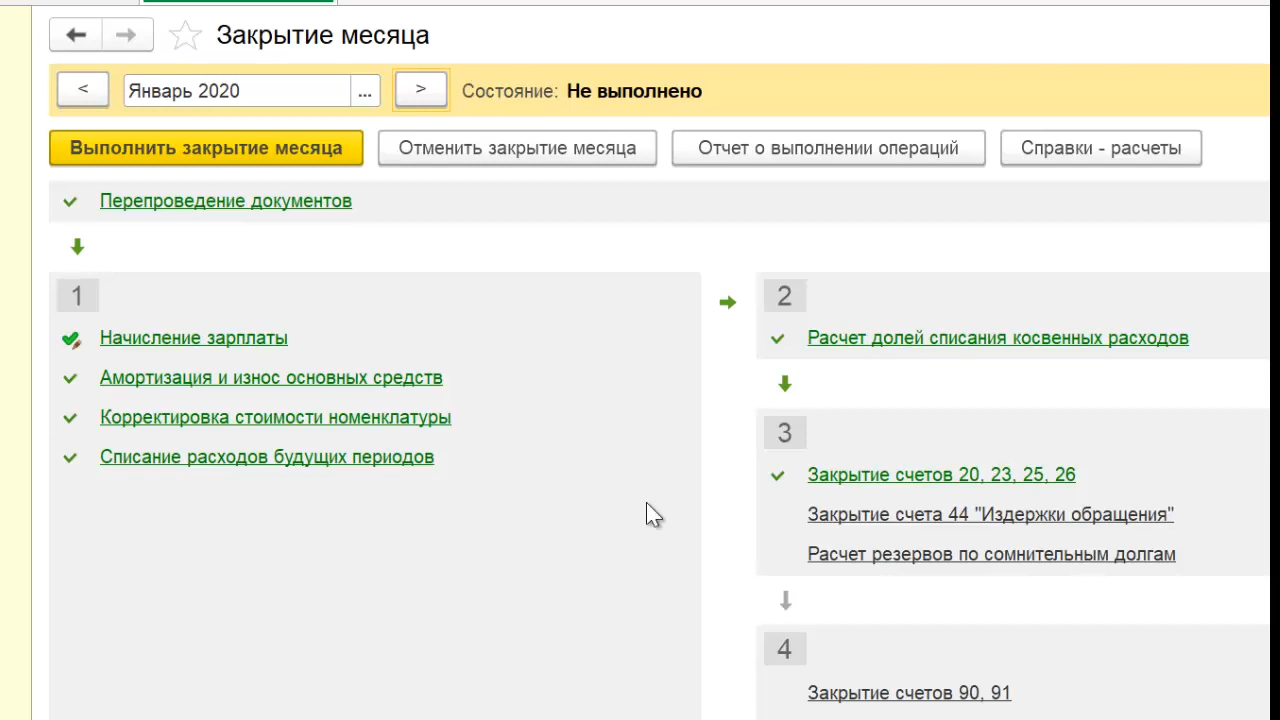 Закрытие месяца
<
Январь 2020
...
>
Состояние: Не выполнено
Выполнить закрытие месяца
Отменить закрытие месяца
Отчет о выполнении операций
Справки - расчеты
Перепроведение документов
1
Начисление зарплаты
Амортизация и износ основных средств
Корректировка стоимости номенклатуры
Списание расходов будущих периодов
2
Расчет долей списания косвенных расходов
3
Закрытие счетов 20, 23, 25, 26
Закрытие счета 44 "Издержки обращения"
Расчет резервов по сомнительным долгам
4
Закрытие счетов 90, 91